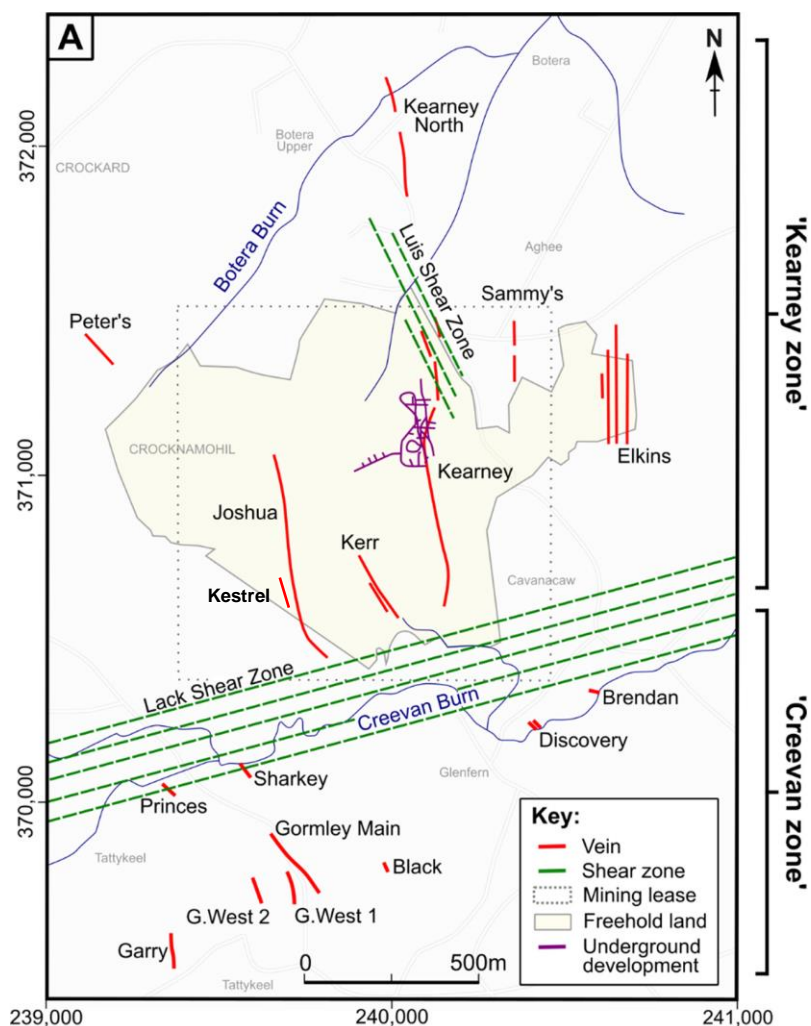 A
N
Botera
Kearney
North
372,000
Botera
Upper
CROCKARD
Botera Burn
Luis Shear Zone
Aghee
'Kearney zone'
Sammy's
Peter's
CROCKNAMOHIL
371,000
Kearney
Elkins
Joshua
Kerr
Kestrel
Cavanacaw
Lack Shear Zone
Creevan Burn
Brendan
Discovery
'Creevan zone'
Sharkey
Glenfern
370,000
Princes
Gormley Main
Tattykeel
Black
G.West 2
G.West 1
Garry
Tattykeel
0
500m
Key:
Vein
Shear zone
Mining lease
Freehold land
Underground
development
239,000
240,000
241,000